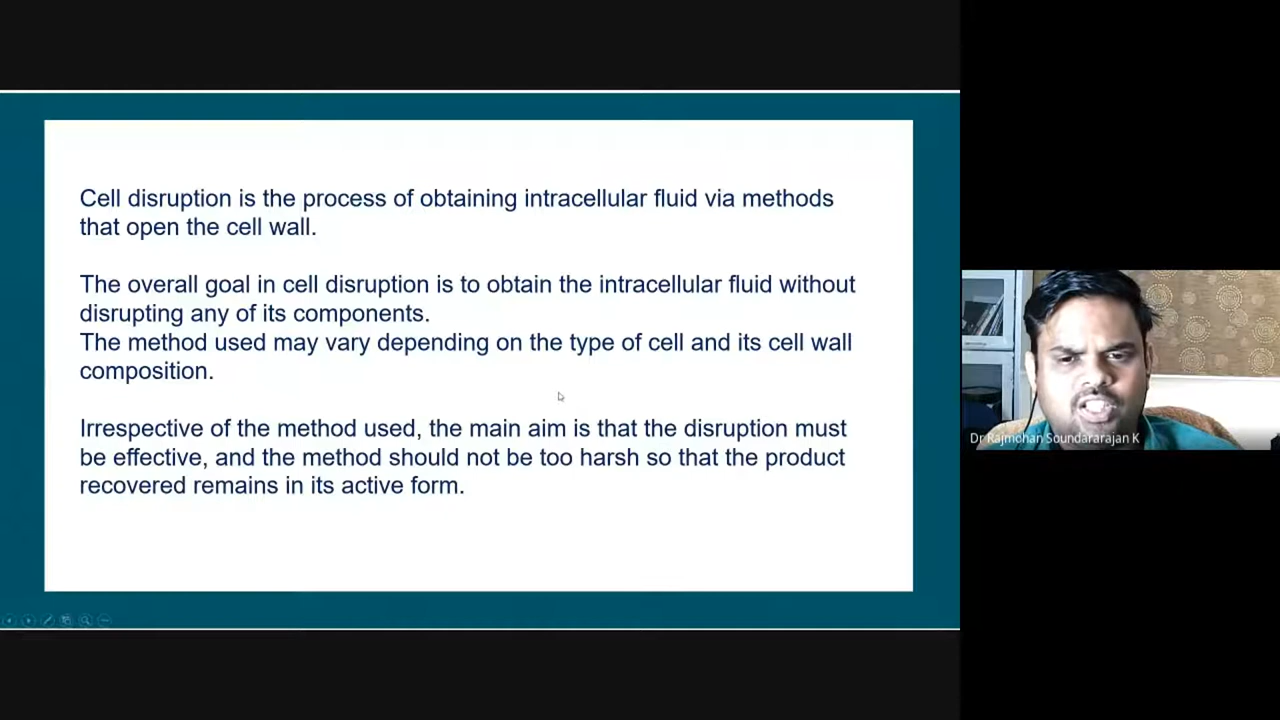 Cell disruption is the process of obtaining intracellular fluid via methods
that open the cell wall.
The overall goal in cell disruption is to obtain the intracellular fluid without
disrupting any of its components.
The method used may vary depending on the type of cell and its cell wall
composition.
Irrespective of the method used, the main aim is that the disruption must
be effective, and the method should not be too harsh so that the product
recovered remains in its active form.
Dr Rajmohan Soundararajan K